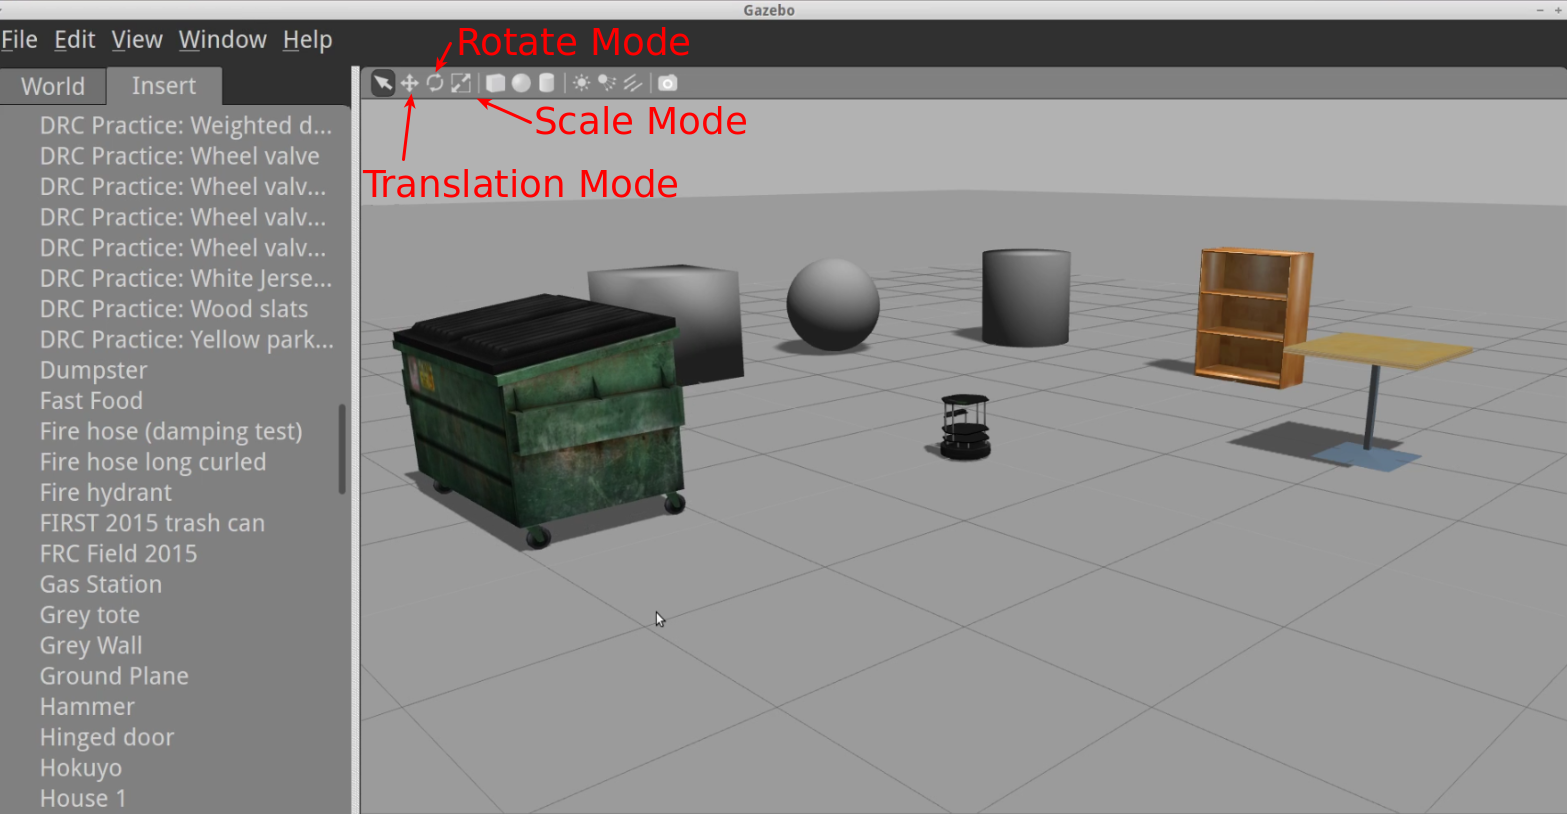 Gazebo
File Edit View Window Help
Rotate Mode
World Insert
Scale Mode
Translation Mode
DRC Practice: Weighted d...
DRC Practice: Wheel valve
DRC Practice: Wheel valv...
DRC Practice: Wheel valv...
DRC Practice: Wheel valv...
DRC Practice: White Jerse...
DRC Practice: Wood slats
DRC Practice: Yellow park...
Dumpster
Fast Food
Fire hose (damping test)
Fire hose long curled
Fire hydrant
FIRST 2015 trash can
FRC Field 2015
Gas Station
Grey tote
Grey Wall
Ground Plane
Hammer
Hinged door
Hokuyo
House 1